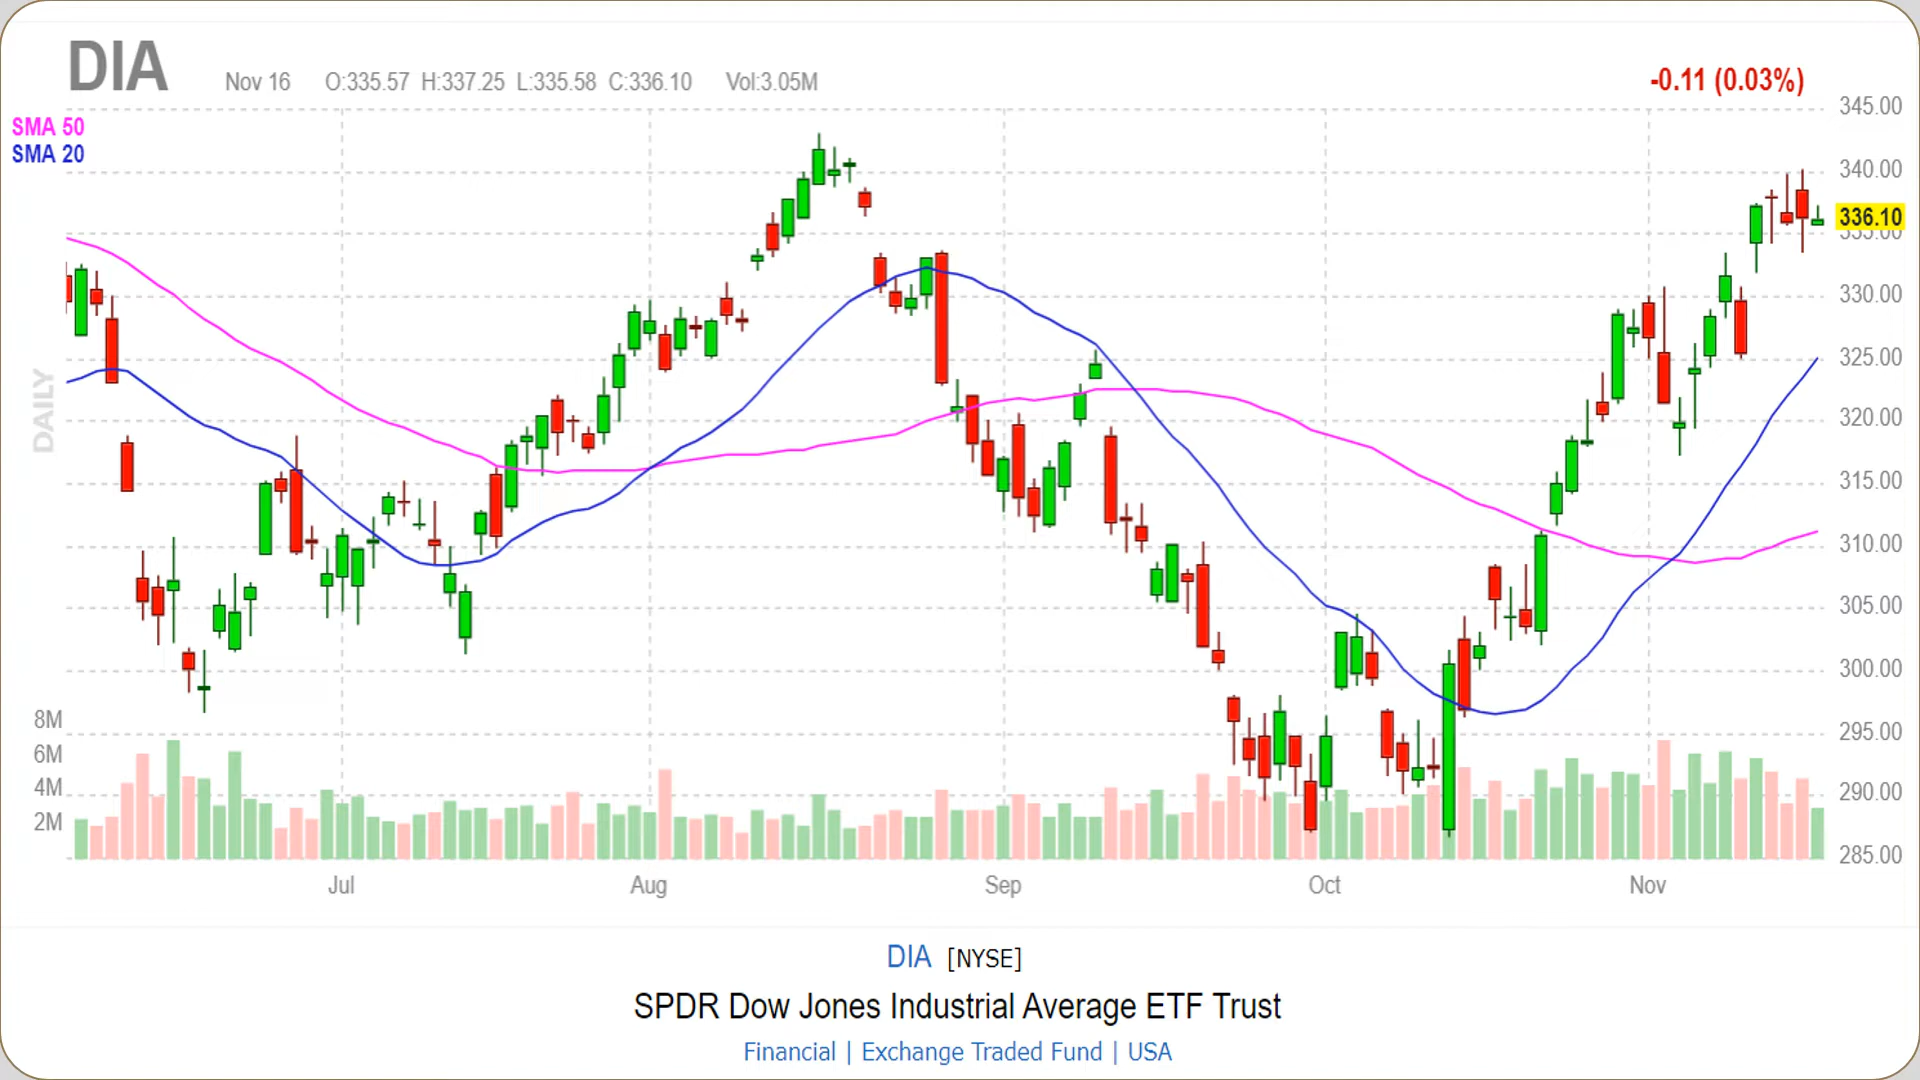 DIA Nov 16 O:335.57 H:337.25 L:335.58 C:336.10 Vol:3.05M -0.11 (0.03%)
SMA 50
SMA 20
345.00
340.00
336.10
335.00
330.00
325.00
320.00
315.00
310.00
305.00
300.00
295.00
290.00
285.00
DAILY
8M
6M
4M
2M
Jul Aug Sep Oct Nov
DIA [NYSE]
SPDR Dow Jones Industrial Average ETF Trust
Financial | Exchange Traded Fund | USA